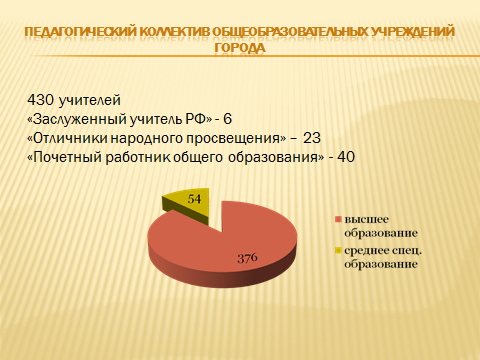 ПЕДАГОГИЧЕСКИЙ КОЛЛЕКТИВ ОБЩЕОБРАЗОВАТЕЛЬНЫХ УЧРЕЖДЕНИЙ
ГОРОДА
430 учителей
«Заслуженный учитель РФ» - 6
«Отличники народного просвещения» – 23
«Почетный работник общего образования» - 40
54
376
высшее
образование
среднее спец.
образование